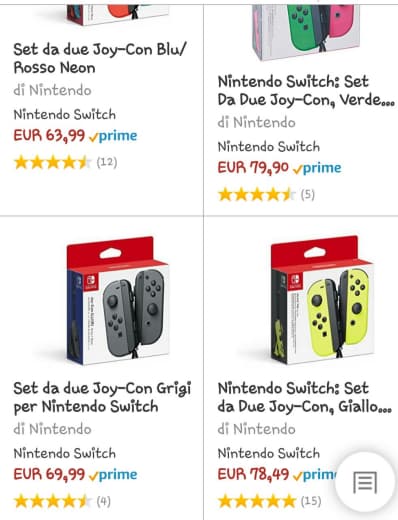 Set da due Joy-Con Blu/
Rosso Neon
di Nintendo
Nintendo Switch
EUR 63,99 prime
(12)
Nintendo Switch: Set
Da Due Joy-Con, Verde...
di Nintendo
Nintendo Switch
EUR 79,90 prime
(5)
Set da due Joy-Con Grigi
per Nintendo Switch
di Nintendo
Nintendo Switch
EUR 69,99 prime
(4)
Nintendo Switch: Set
da Due Joy-Con, Giallo...
di Nintendo
Nintendo Switch
EUR 78,49 prime
(15)